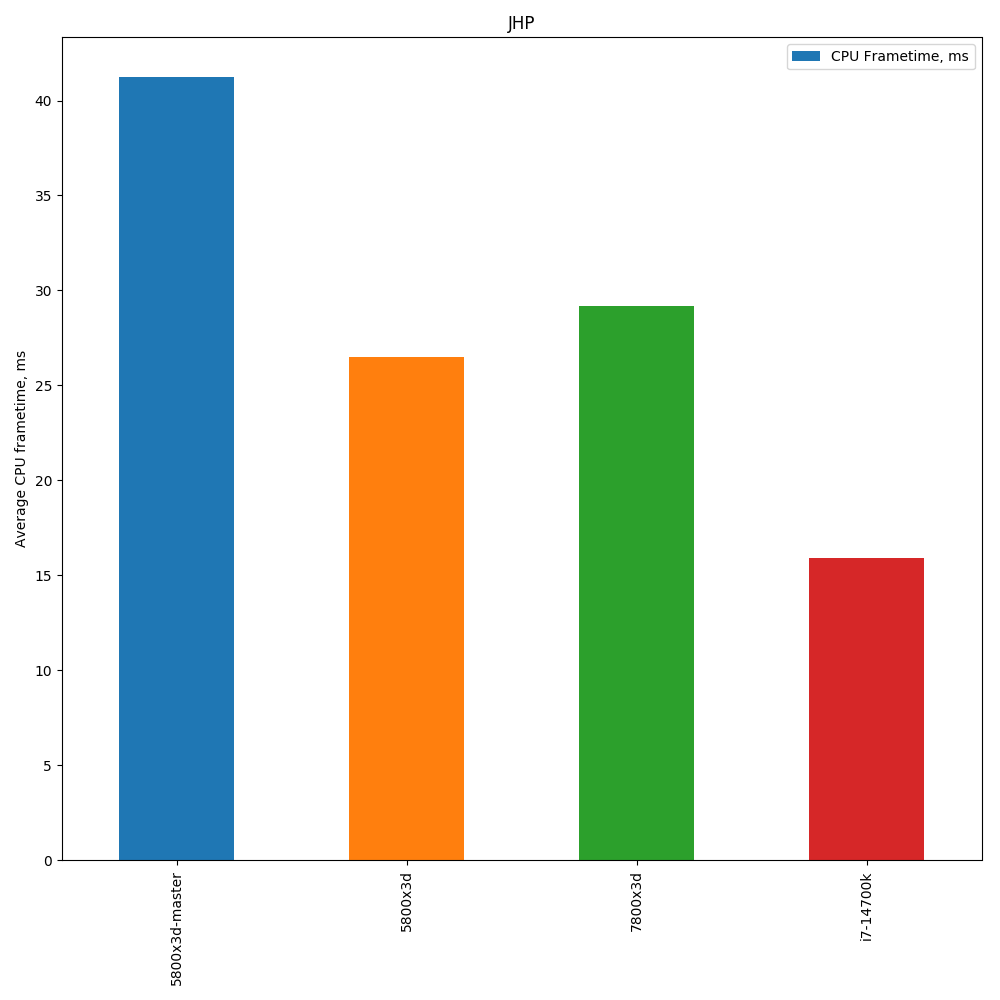 JHP
CPU Frametime, ms
Average CPU frametime, ms
40
35
30
25
20
15
10
5
0
5800x3d-master
5800x3d
7800x3d
i7-14700k